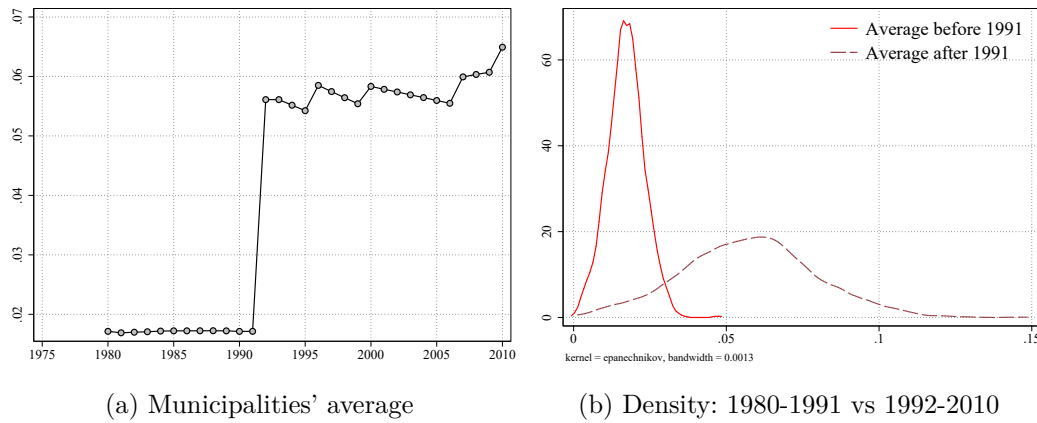 .07
.06
.05
.04
.03
.02
1975 1980 1985 1990 1995 2000 2005 2010
(a) Municipalities' average
60
40
20
0
Average before 1991
Average after 1991
0 .05 .1 .15
kernel = epanechnikov, bandwidth = 0.0013
(b) Density: 1980-1991 vs 1992-2010